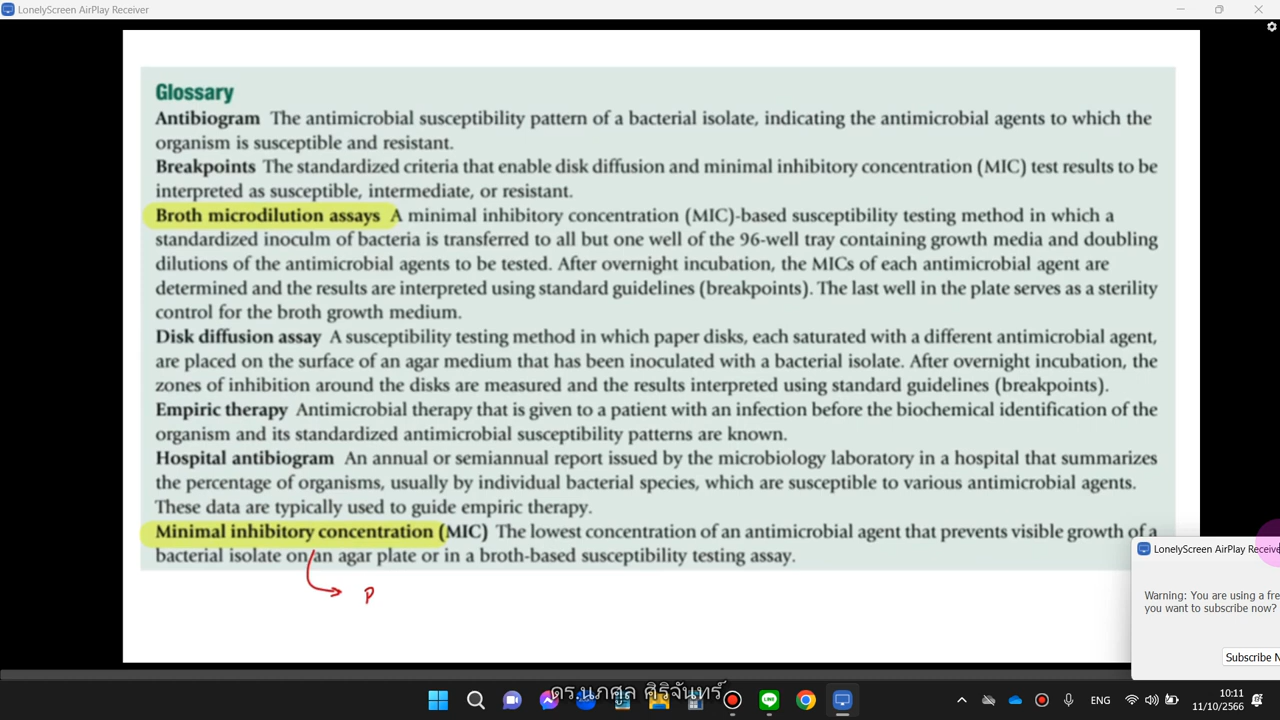 LonelyScreen AirPlay Receiver
Glossary
Antibiogram The antimicrobial susceptibility pattern of a bacterial isolate, indicating the antimicrobial agents to which the
organism is susceptible and resistant.
Breakpoints The standardized criteria that enable disk diffusion and minimal inhibitory concentration (MIC) test results to be
interpreted as susceptible, intermediate, or resistant.
Broth microdilution assays A minimal inhibitory concentration (MIC)-based susceptibility testing method in which a
standardized inoculm of bacteria is transferred to all but one well of the 96-well tray containing growth media and doubling
dilutions of the antimicrobial agents to be tested. After overnight incubation, the MICs of each antimicrobial agent are
determined and the results are interpreted using standard guidelines (breakpoints). The last well in the plate serves as a sterility
control for the broth growth medium.
Disk diffusion assay A susceptibility testing method in which paper disks, each saturated with a different antimicrobial agent,
are placed on the surface of an agar medium that has been inoculated with a bacterial isolate. After overnight incubation, the
zones of inhibition around the disks are measured and the results interpreted using standard guidelines (breakpoints).
Empiric therapy Antimicrobial therapy that is given to a patient with an infection before the biochemical identification of the
organism and its standardized antimicrobial susceptibility patterns are known.
Hospital antibiogram An annual or semiannual report issued by the microbiology laboratory in a hospital that summarizes
the percentage of organisms, usually by individual bacterial species, which are susceptible to various antimicrobial agents.
These data are typically used to guide empiric therapy.
Minimal inhibitory concentration (MIC) The lowest concentration of an antimicrobial agent that prevents visible growth of a
bacterial isolate on an agar plate or in a broth-based susceptibility testing assay.
P
LonelyScreen AirPlay Receive
Warning: You are using a fre
you want to subscribe now?
Subscribe N
ดร.นภศูล ศิริจันทร์
ENG
10:11
11/10/2566